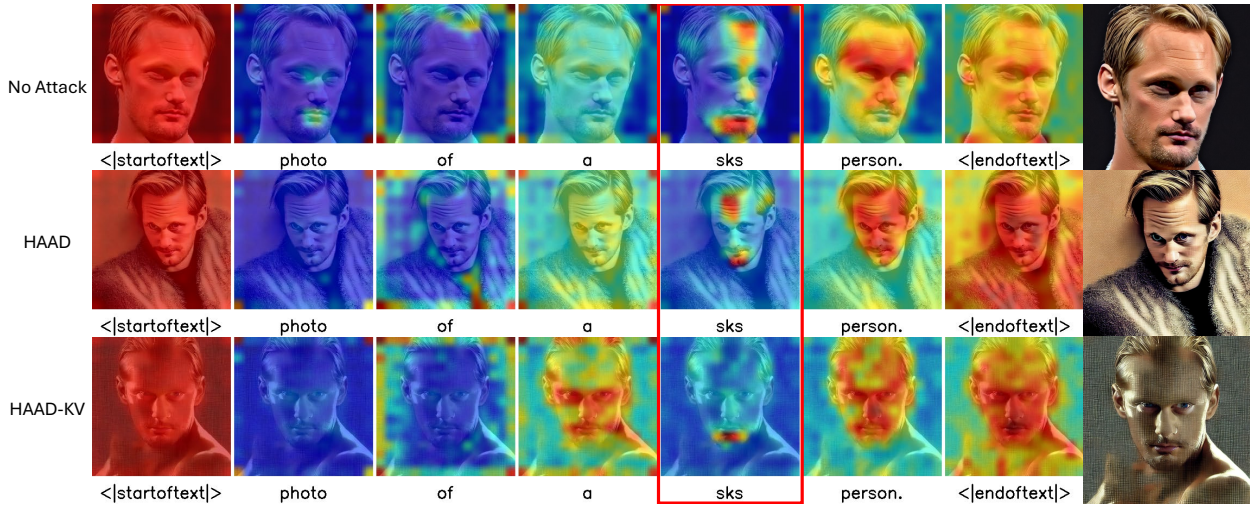 No Attack
<|startoftext|> photo of a sks person. <|endoftext|>
HAAD
<|startoftext|> photo of a sks person. <|endoftext|>
HAAD-KV
<|startoftext|> photo of a sks person. <|endoftext|>